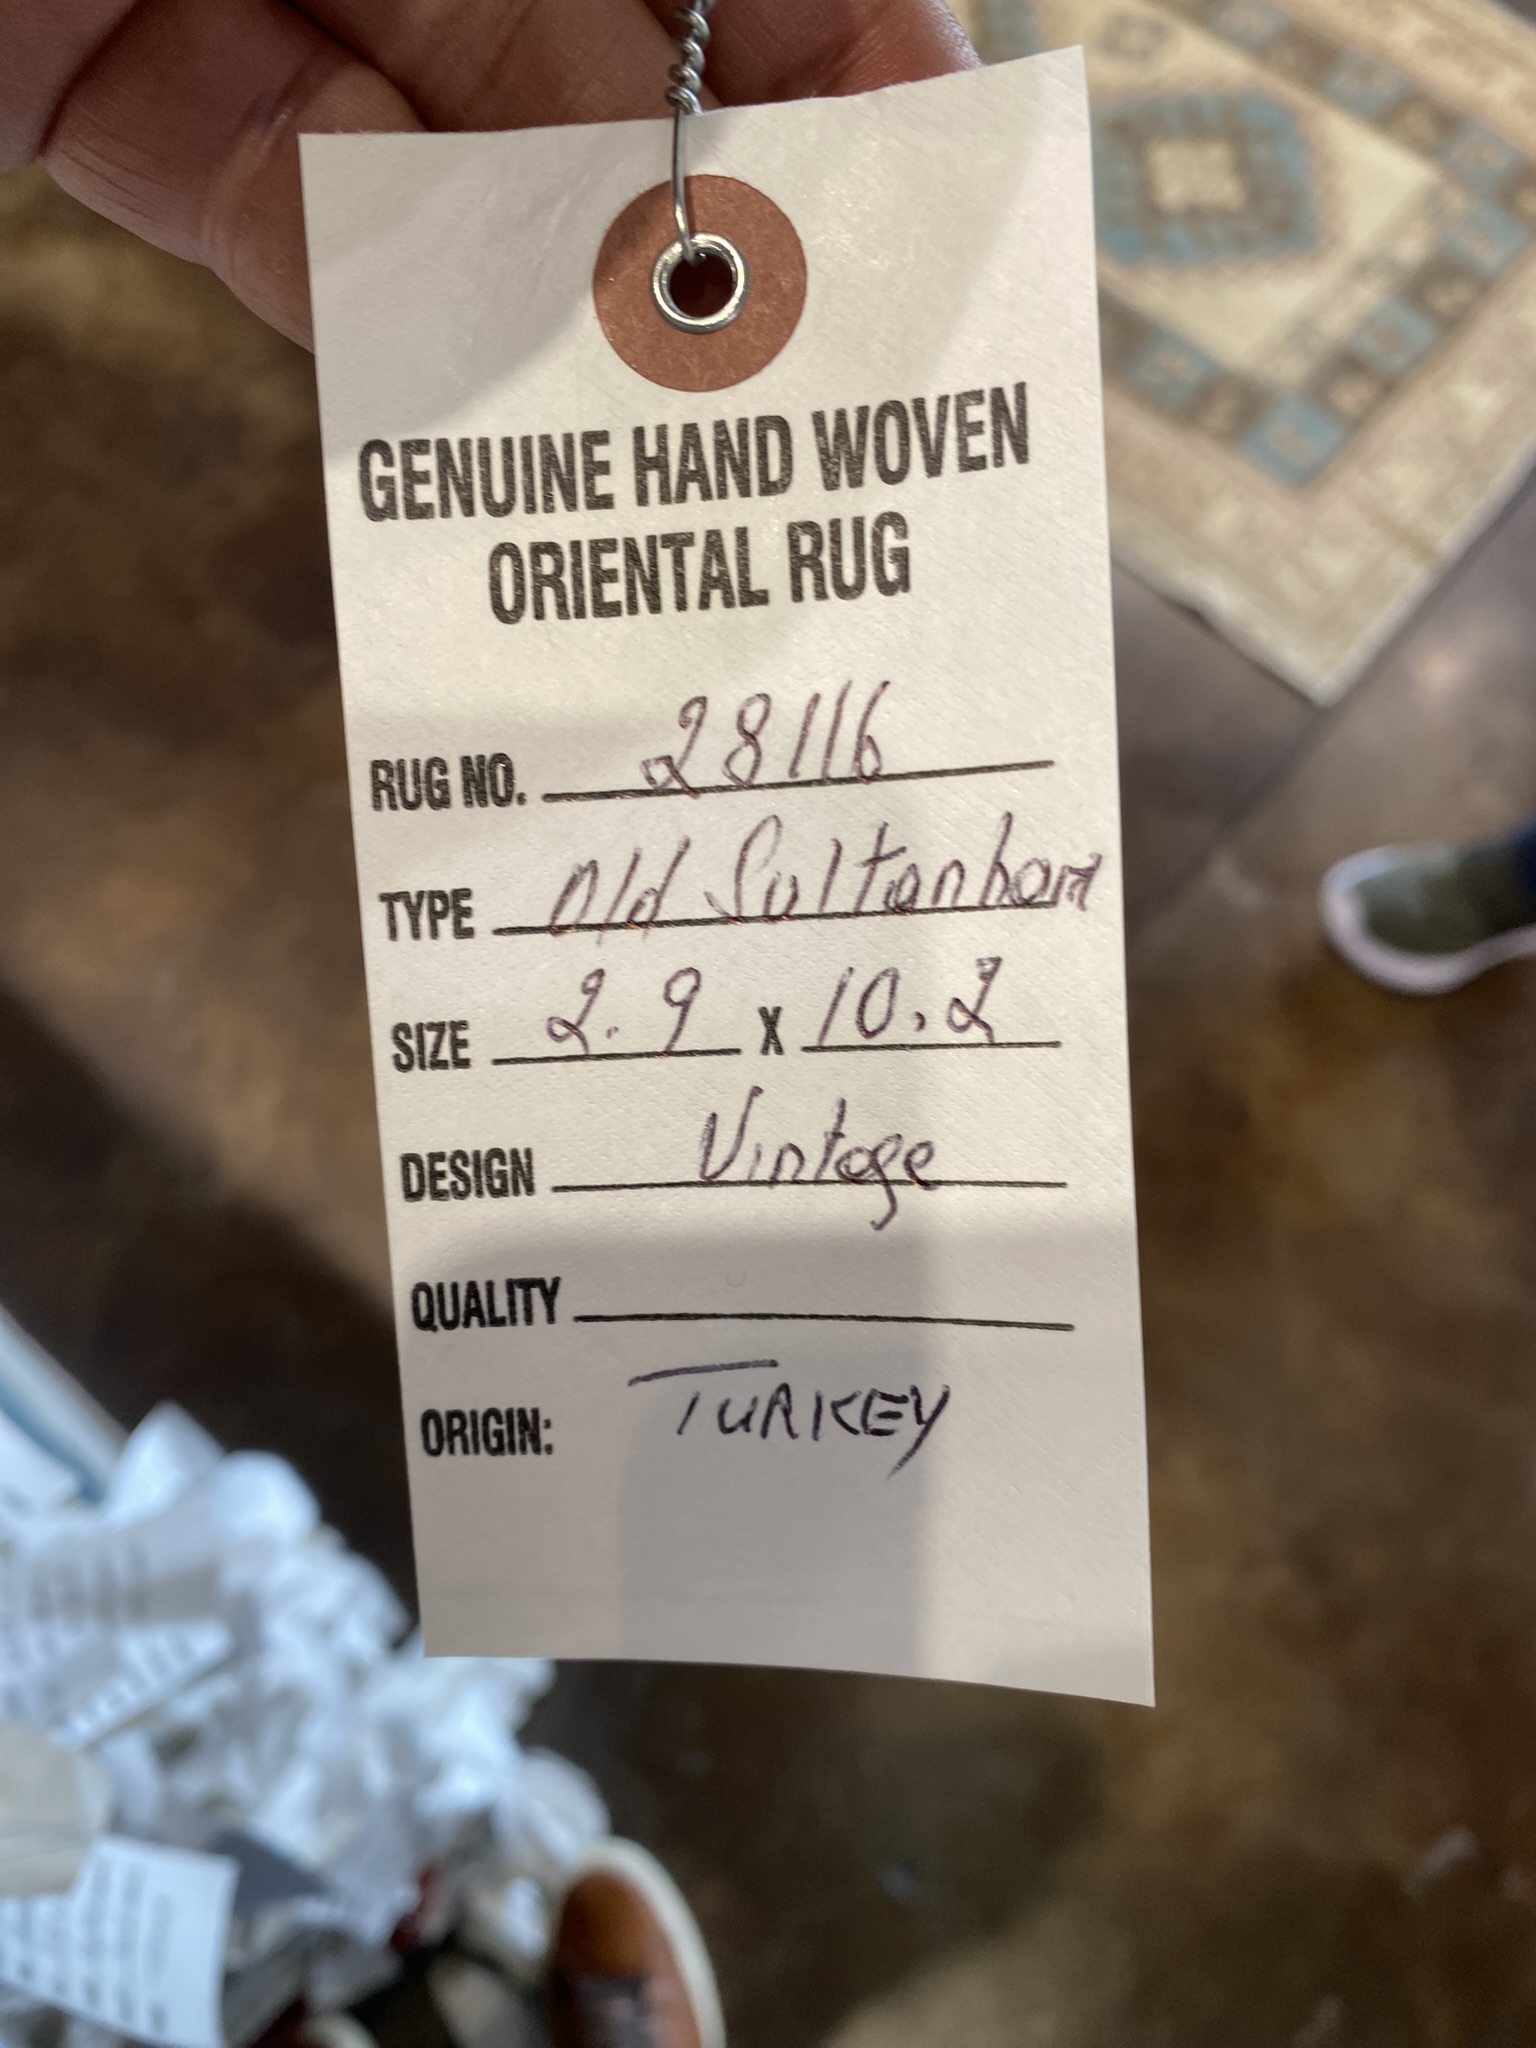 GENUINE HAND WOVEN
ORIENTAL RUG
RUG NO. 28116
TYPE Old Sultanhani
SIZE 2.9 X 10.2
DESIGN Vintage
QUALITY
ORIGIN: TURKEY